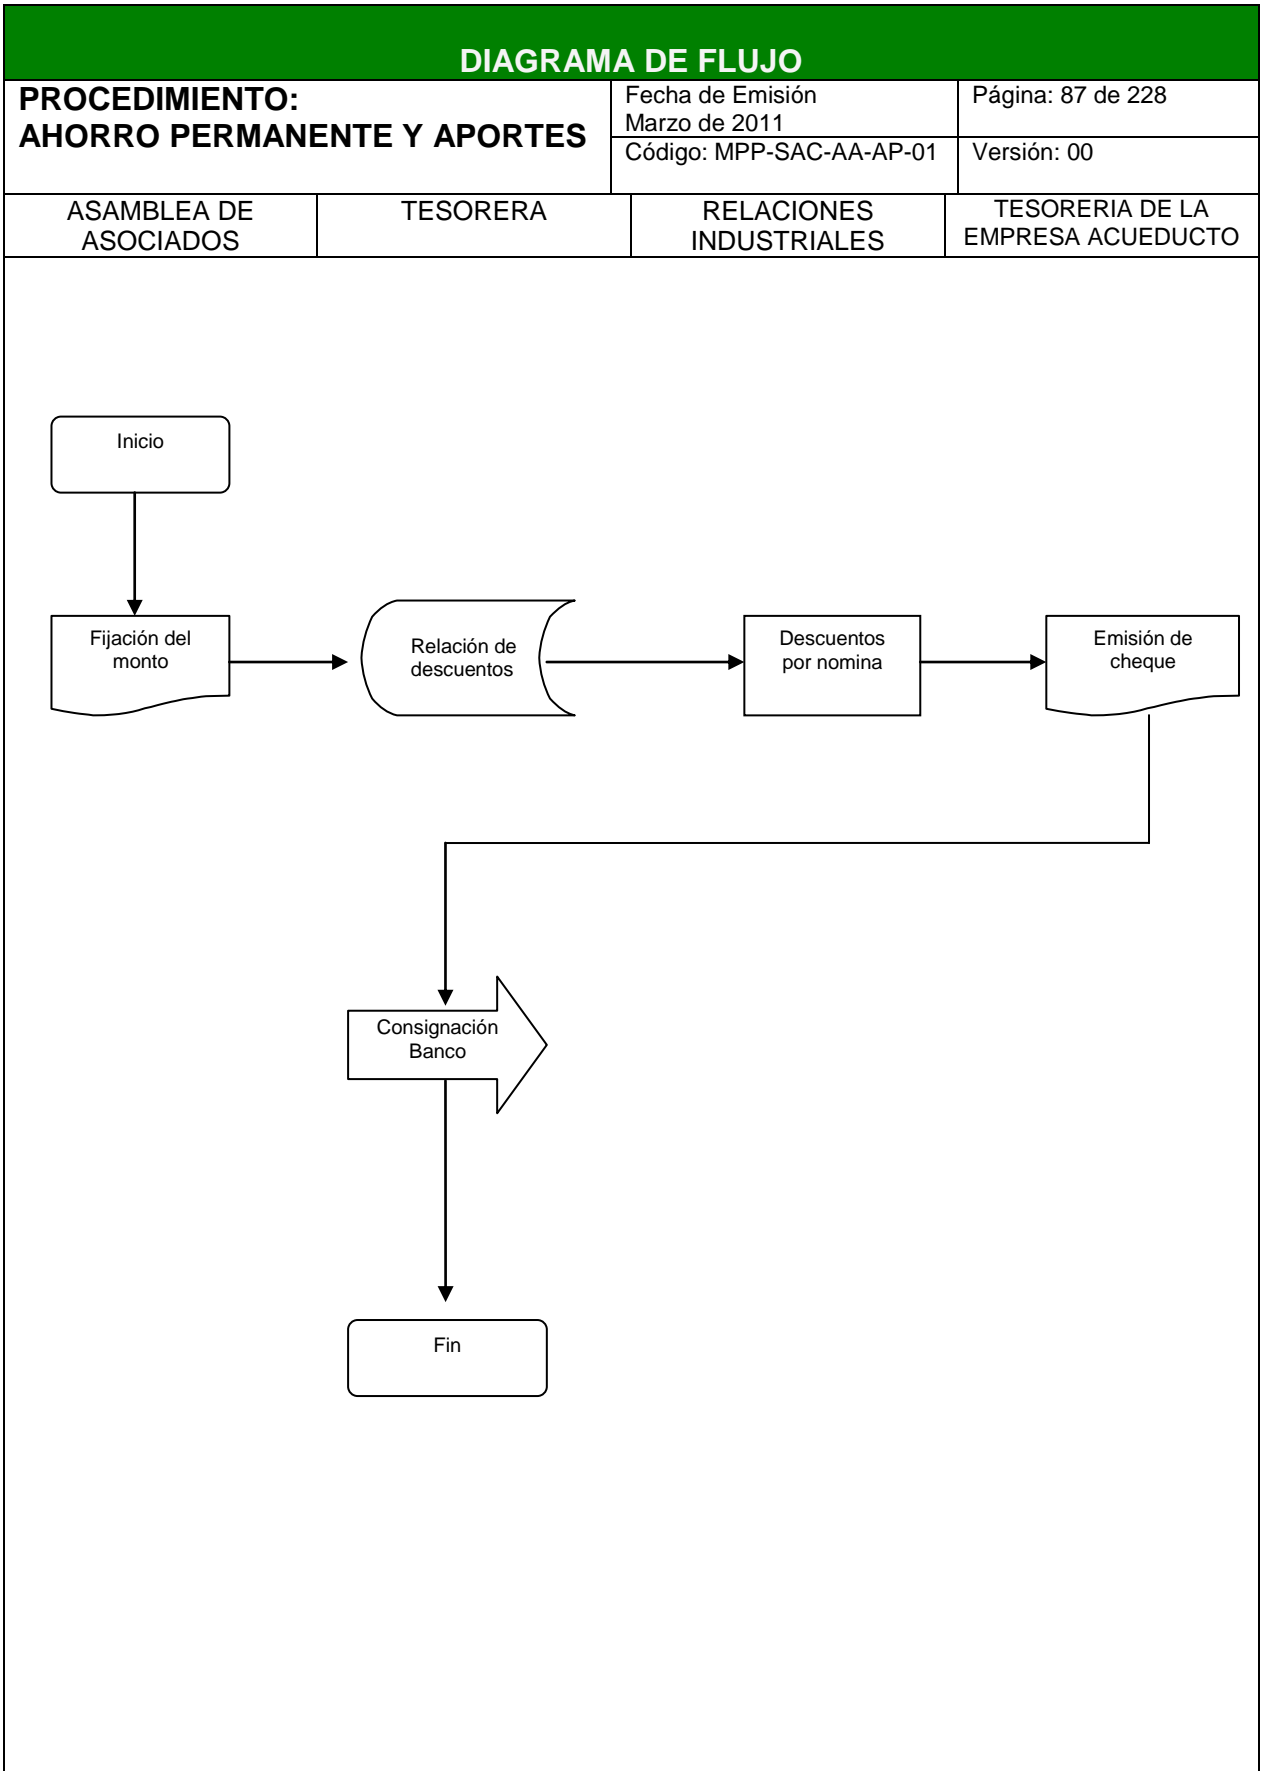 DIAGRAMA DE FLUJO
PROCEDIMIENTO:
AHORRO PERMANENTE Y APORTES
Fecha de Emisión
Marzo de 2011
Página: 87 de 228
Código: MPP-SAC-AA-AP-01
Versión: 00
ASAMBLEA DE
ASOCIADOS
TESORERA
RELACIONES
INDUSTRIALES
TESORERIA DE LA
EMPRESA ACUEDUCTO
Inicio
Fijación del
monto
Relación de
descuentos
Descuentos
por nomina
Emisión de
cheque
Consignación
Banco
Fin